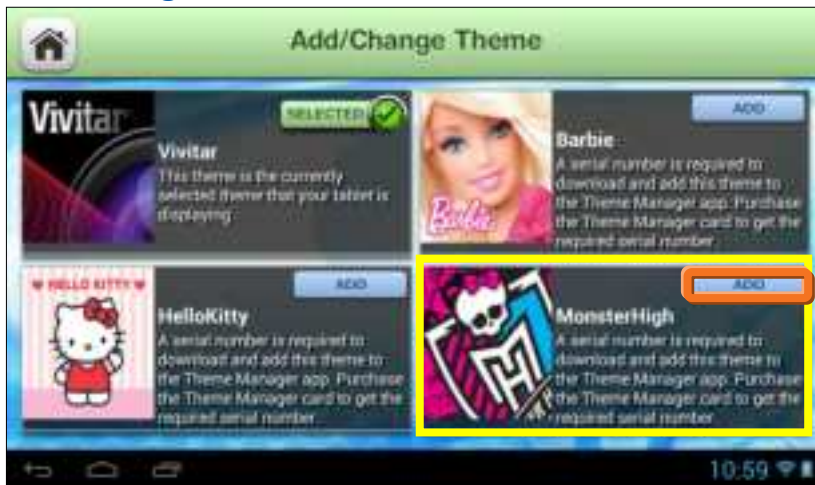 Add/Change Theme
Vivitar
SELECTED
Vivitar
This theme is the currently
selected theme that your tablet is
displaying.
Barbie
ADD
Barbie
A serial number is required to
download and add this theme to
the Theme Manager app. Purchase
the Theme Manager card to get the
required serial number.
HELLO KITTY
ADD
HelloKitty
A serial number is required to
download and add this theme to
the Theme Manager app. Purchase
the Theme Manager card to get the
required serial number.
ADD
MonsterHigh
A serial number is required to
download and add this theme to
the Theme Manager app. Purchase
the Theme Manager card to get the
required serial number.
10:59